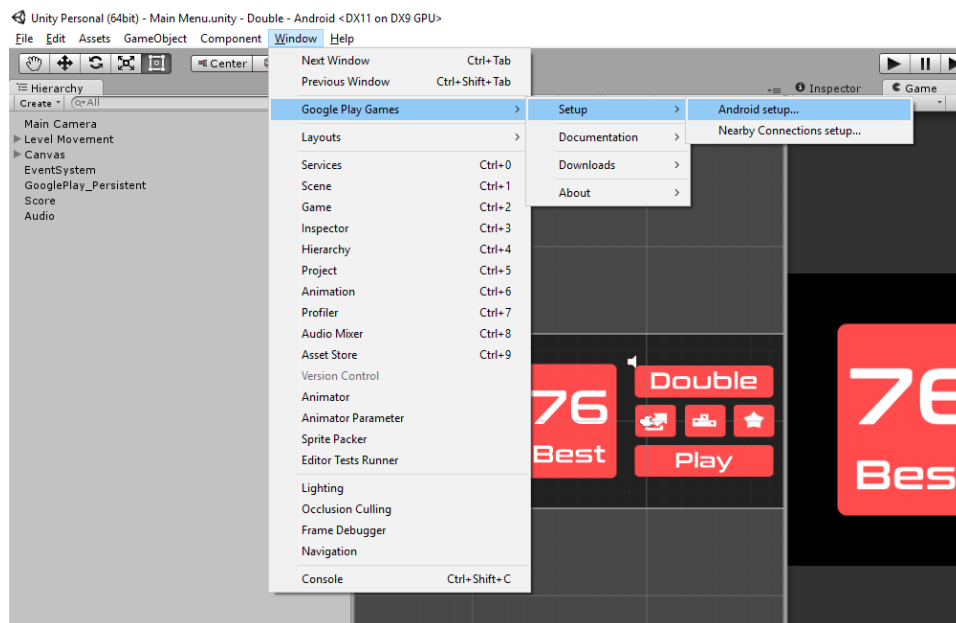 Unity Personal (64bit) - Main Menu.unity - Double - Android <DX11 on DX9 GPU>
File Edit Assets GameObject Component Window Help
Center
Hierarchy
Create
All
Main Camera
Level Movement
Canvas
EventSystem
GooglePlay_Persistent
Score
Audio
Next Window Ctrl+Tab
Previous Window Ctrl+Shift+Tab
Google Play Games
Layouts
Services Ctrl+0
Scene Ctrl+1
Game Ctrl+2
Inspector Ctrl+3
Hierarchy Ctrl+4
Project Ctrl+5
Animation Ctrl+6
Profiler Ctrl+7
Audio Mixer Ctrl+8
Asset Store Ctrl+9
Version Control
Animator
Animator Parameter
Sprite Packer
Editor Tests Runner
Lighting
Occlusion Culling
Frame Debugger
Navigation
Console Ctrl+Shift+C
Setup
Documentation
Downloads
About
Android setup...
Nearby Connections setup...
Inspector
Game
76
Best
Double
Play
76
Bes